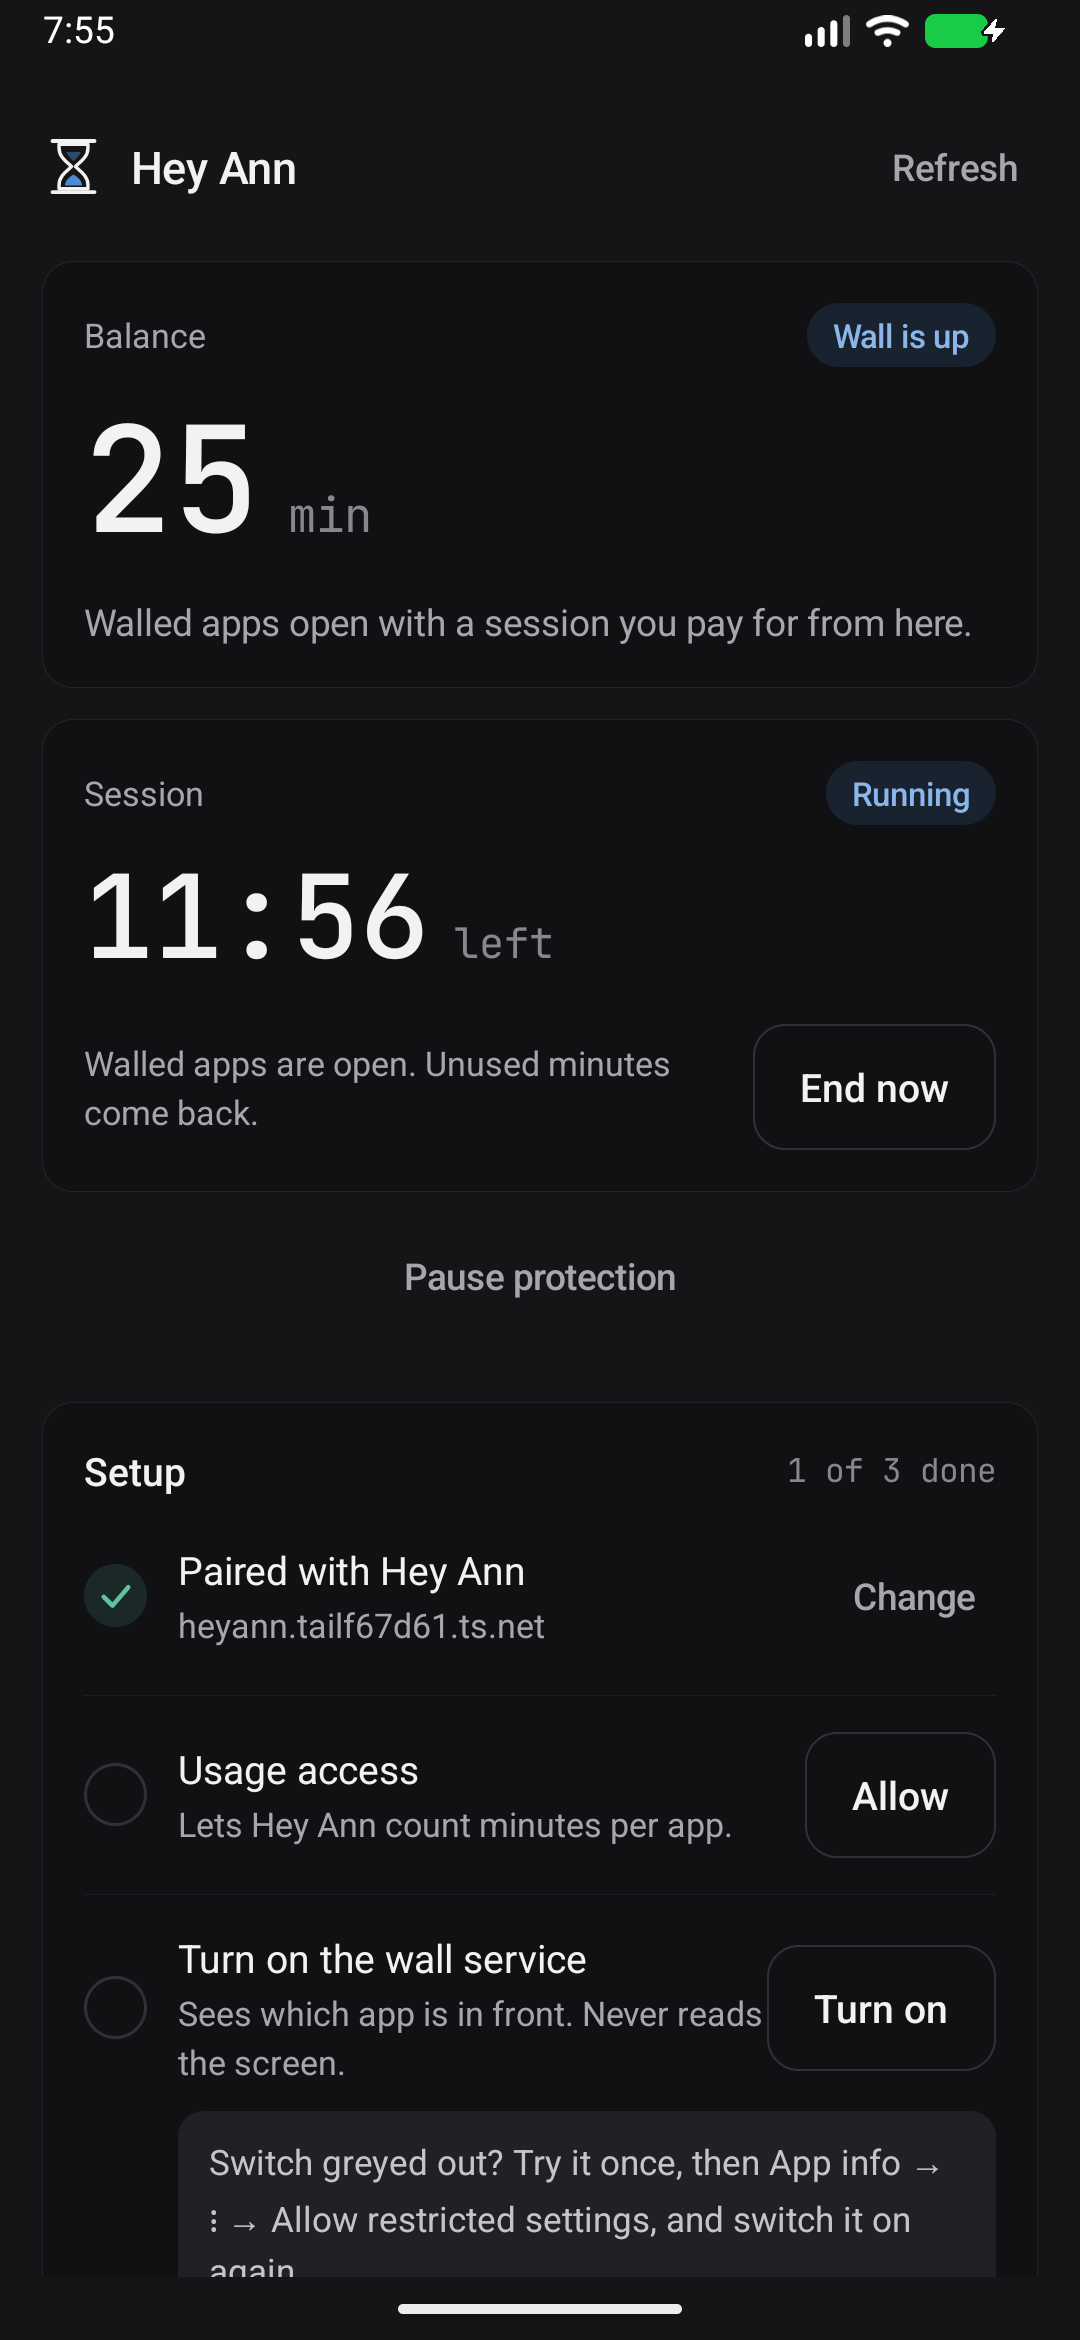 7:55
Hey Ann
Refresh
Balance
Wall is up
25 min
Walled apps open with a session you pay for from here.
Session
Running
11:56 left
Walled apps are open. Unused minutes
come back.
End now
Pause protection
Setup
1 of 3 done
Paired with Hey Ann
heyann.tailf67d61.ts.net
Change
Usage access
Lets Hey Ann count minutes per app.
Allow
Turn on the wall service
Sees which app is in front. Never reads
the screen.
Turn on
Switch greyed out? Try it once, then App info →
⋮ → Allow restricted settings, and switch it on
again